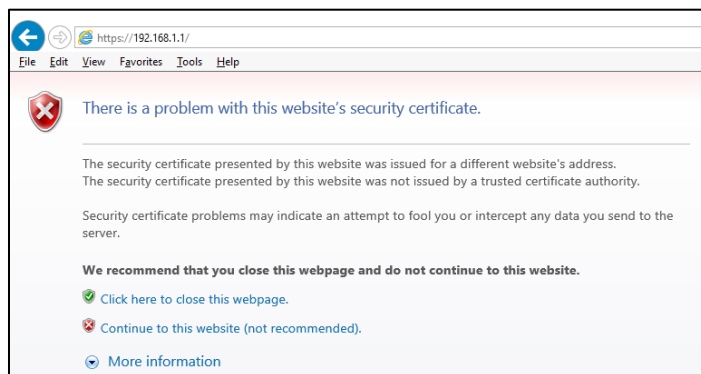 https://192.168.1.1/
File Edit View Favorites Tools Help
There is a problem with this website's security certificate.
The security certificate presented by this website was issued for a different website's address.
The security certificate presented by this website was not issued by a trusted certificate authority.
Security certificate problems may indicate an attempt to fool you or intercept any data you send to the
server.
We recommend that you close this webpage and do not continue to this website.
Click here to close this webpage.
Continue to this website (not recommended).
More information